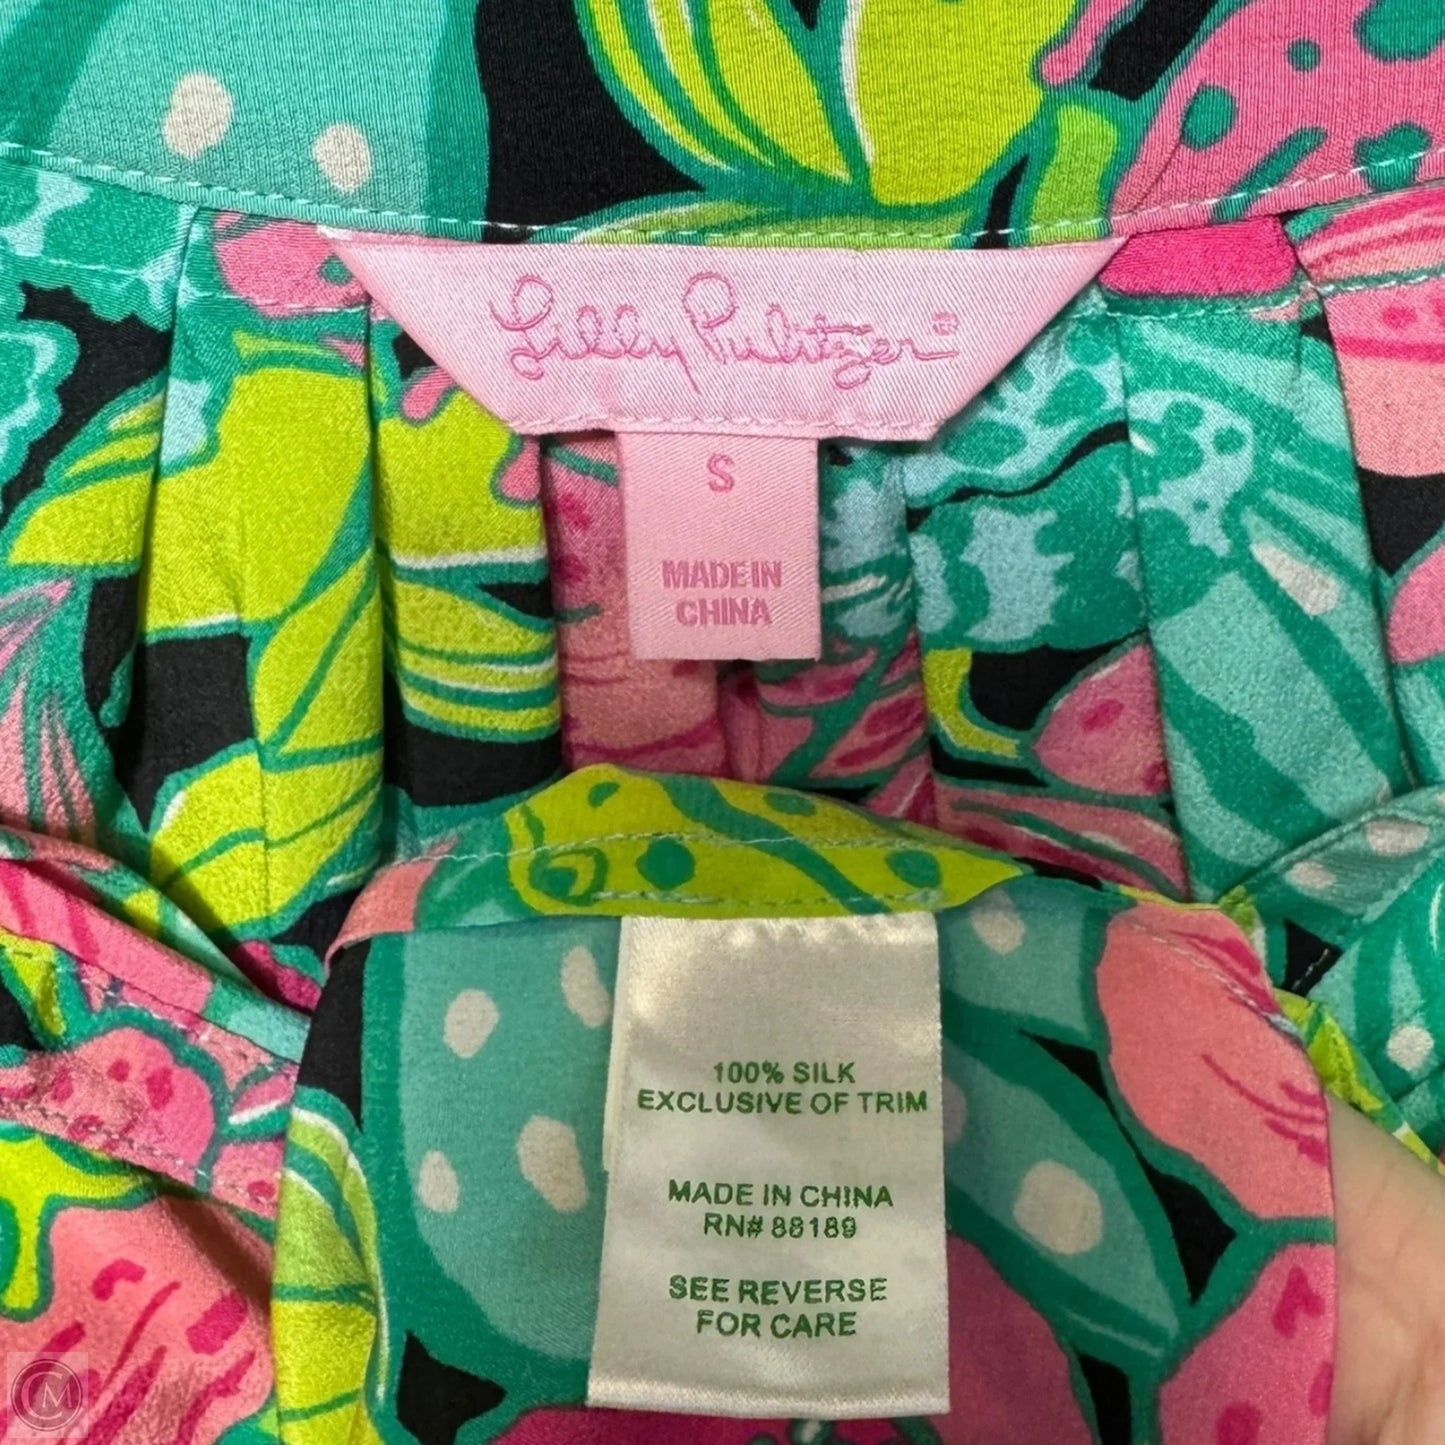 Lilly Pulitzer®
S
MADE IN
CHINA
100% SILK
EXCLUSIVE OF TRIM
MADE IN CHINA
RN# 88189
SEE REVERSE
FOR CARE
CM